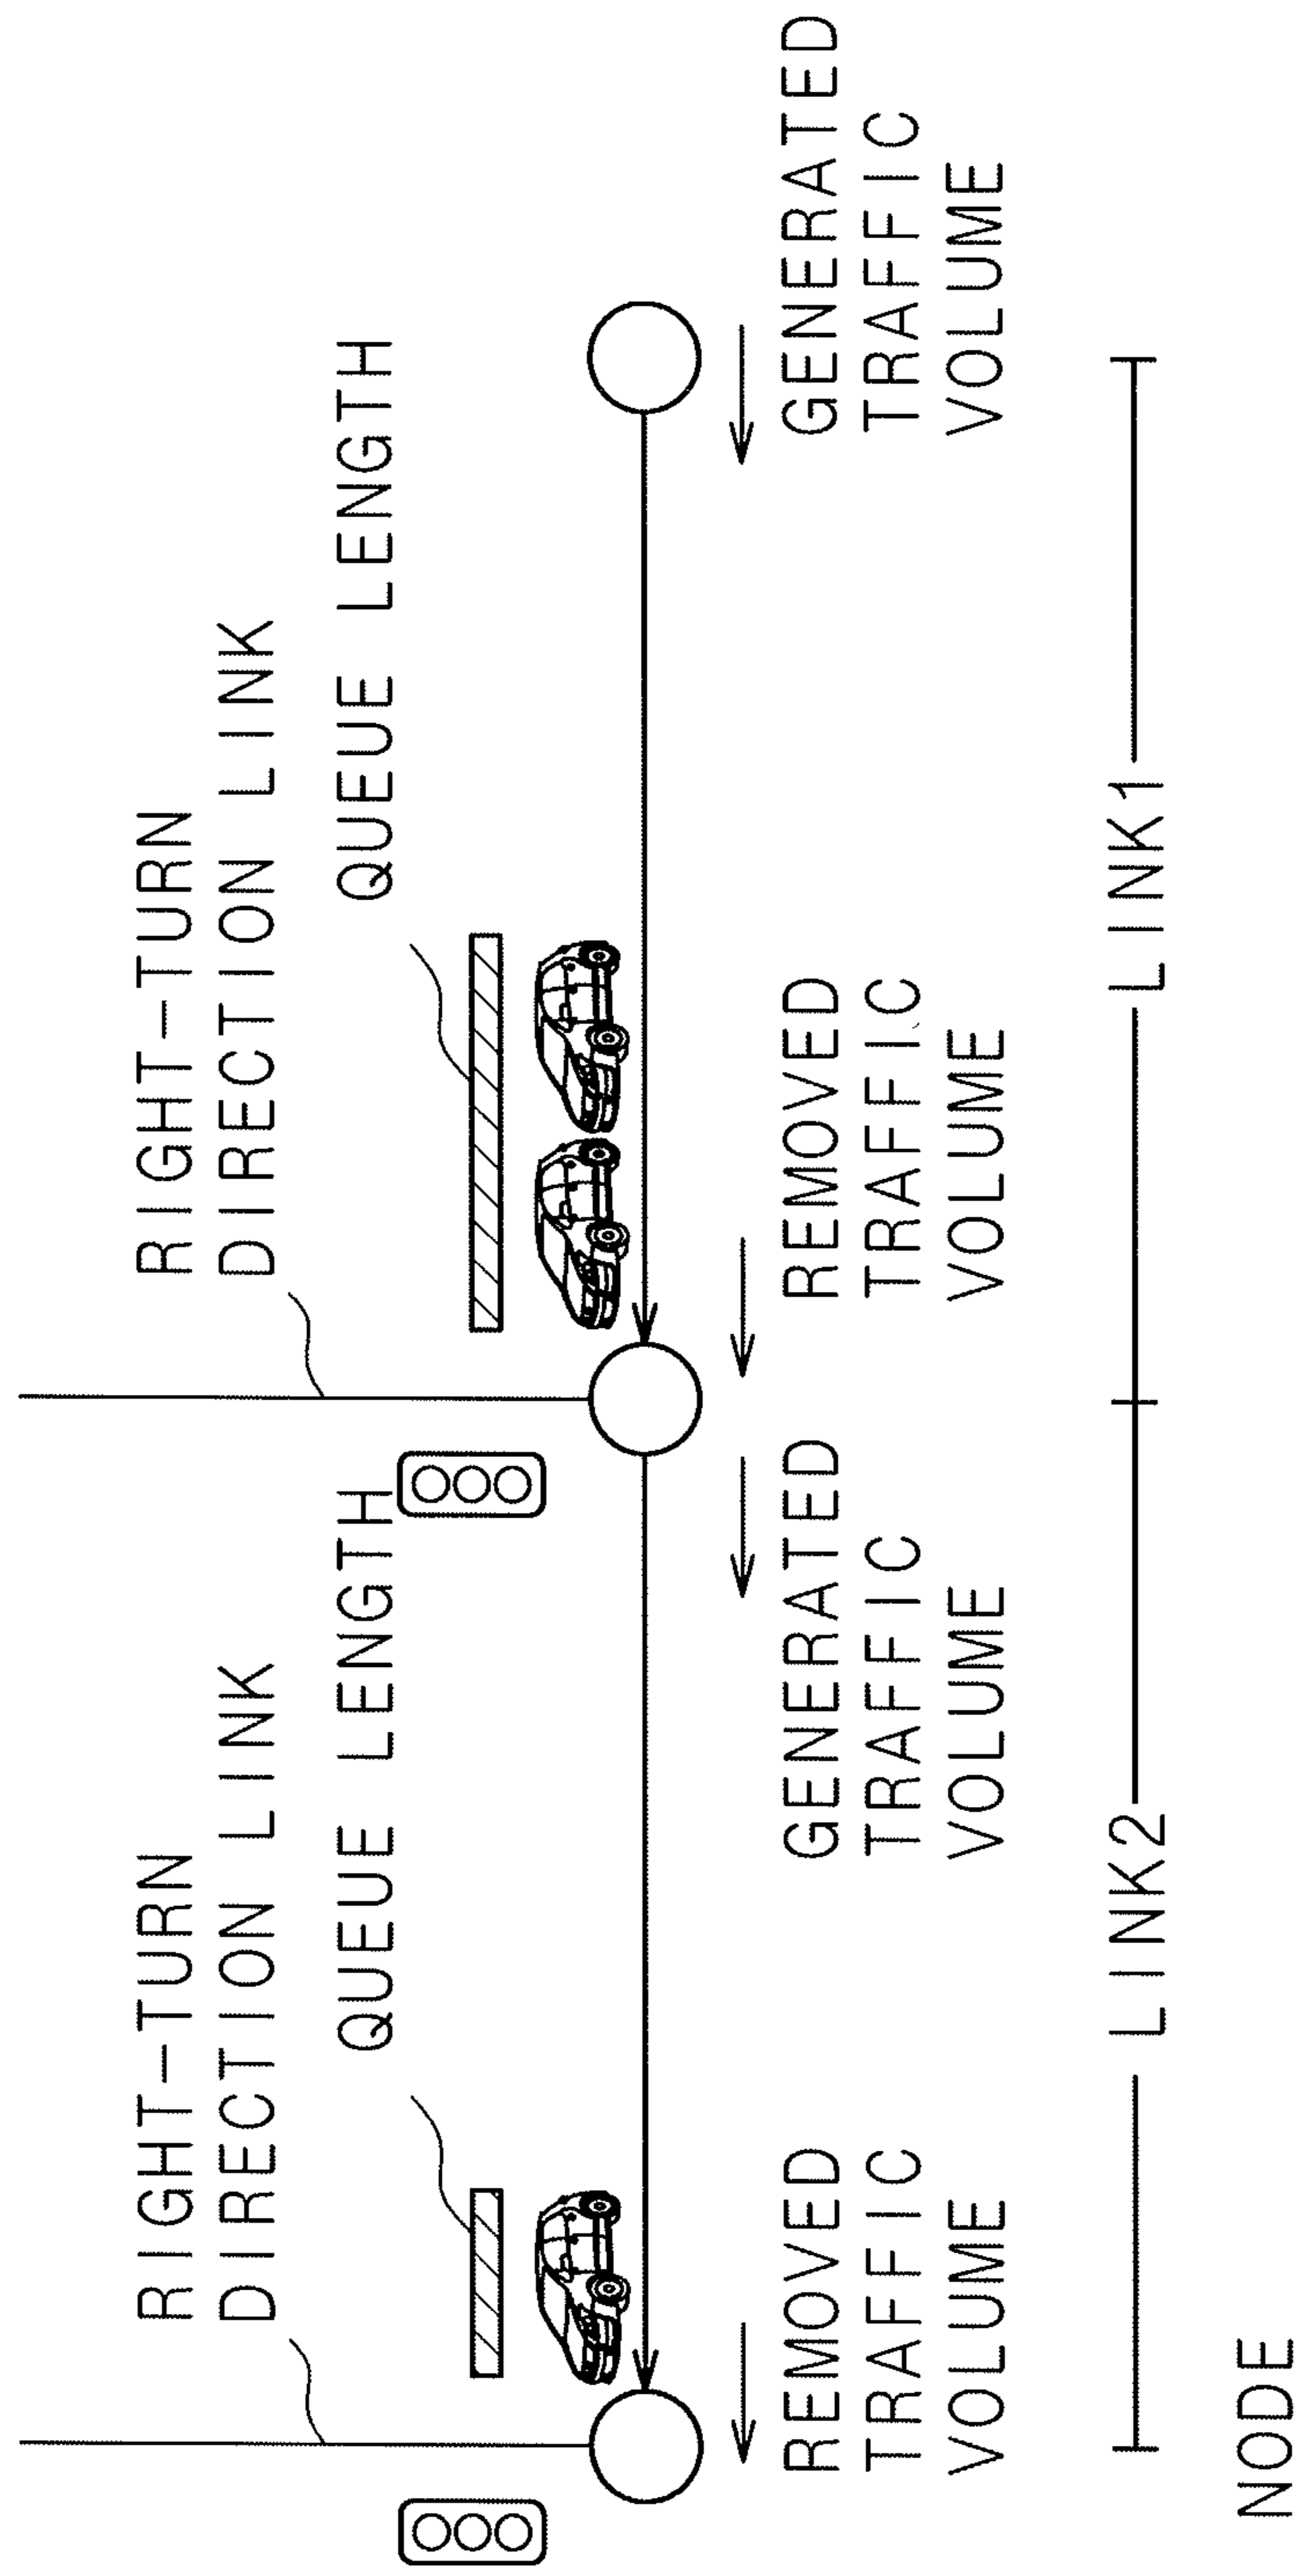 RIGHT-TURN
DIRECTION LINK
QUEUE LENGTH
RIGHT-TURN
DIRECTION LINK
QUEUE LENGTH
REMOVED
TRAFFIC
VOLUME
GENERATED
TRAFFIC
VOLUME
REMOVED
TRAFFIC
VOLUME
GENERATED
TRAFFIC
VOLUME
LINK2
LINK1
NODE